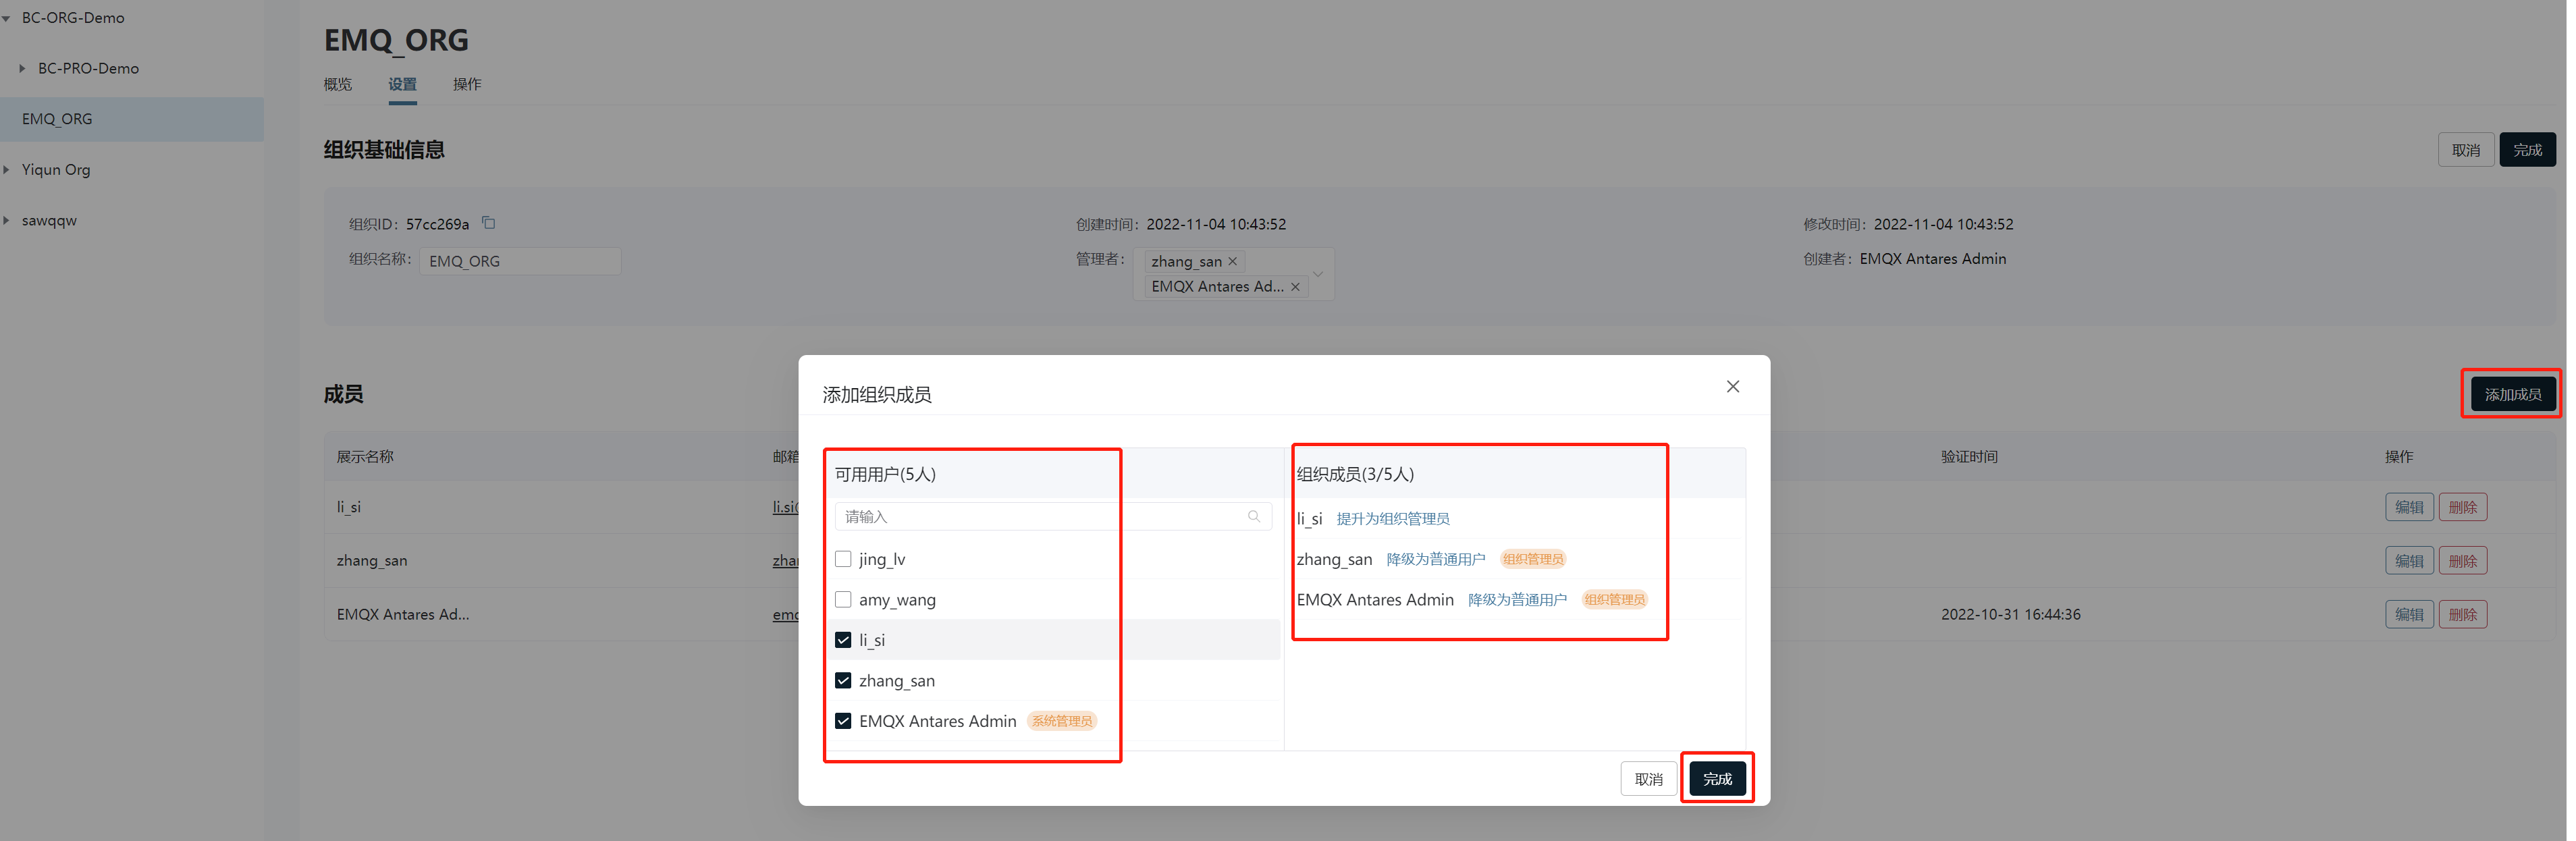 BC-ORG-Demo
BC-PRO-Demo
EMQ_ORG
Yiqun Org
sawqqw
EMQ_ORG
概览 设置 操作
组织基础信息
取消 完成
组织ID: 57cc269a
创建时间: 2022-11-04 10:43:52
修改时间: 2022-11-04 10:43:52
组织名称: EMQ_ORG
管理者: zhang_san
EMQX Antares Ad...
创建者: EMQX Antares Admin
成员
添加成员
展示名称 邮箱 验证时间 操作
li_si li.si 编辑 删除
zhang_san zha 编辑 删除
EMQX Antares Ad... emq 2022-10-31 16:44:36 编辑 删除
添加组织成员
可用用户(5人)
请输入
jing_lv
amy_wang
li_si
zhang_san
EMQX Antares Admin 系统管理员
组织成员(3/5人)
li_si 提升为组织管理员
zhang_san 降级为普通用户 组织管理员
EMQX Antares Admin 降级为普通用户 组织管理员
取消 完成